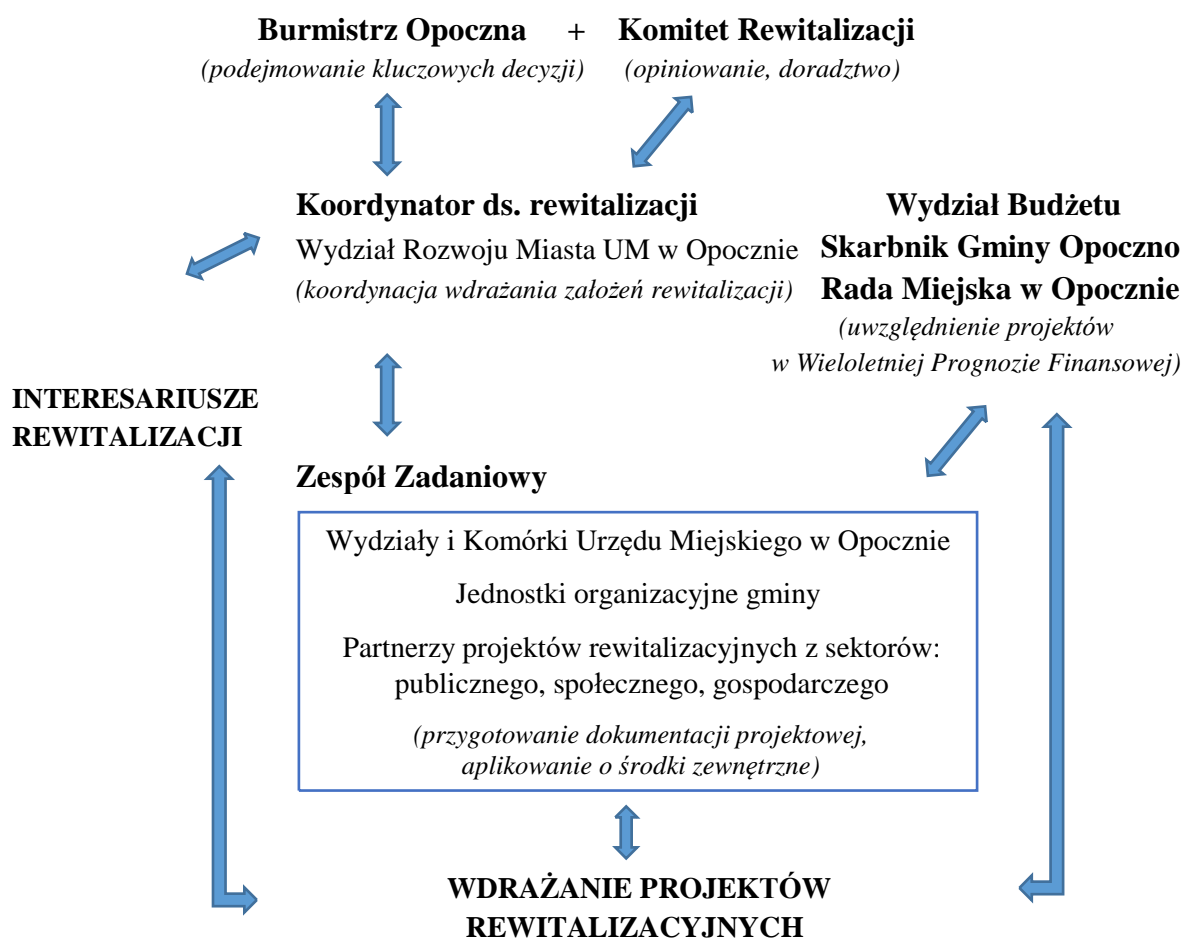 Burmistrz Opoczna + Komitet Rewitalizacji
(podejmowanie kluczowych decyzji) (opiniowanie, doradztwo)
Koordynator ds. rewitalizacji
Wydział Rozwoju Miasta UM w Opocznie
(koordynacja wdrażania założeń rewitalizacji)
Wydział Budżetu
Skarbnik Gminy Opoczno
Rada Miejska w Opocznie
(uwzględnienie projektów
w Wieloletniej Prognozie Finansowej)
INTERESARIUSZE
REWITALIZACJI
Zespół Zadaniowy
Wydziały i Komórki Urzędu Miejskiego w Opocznie
Jednostki organizacyjne gminy
Partnerzy projektów rewitalizacyjnych z sektorów:
publicznego, społecznego, gospodarczego
(przygotowanie dokumentacji projektowej,
aplikowanie o środki zewnętrzne)
WDRAŻANIE PROJEKTÓW
REWITALIZACYJNYCH